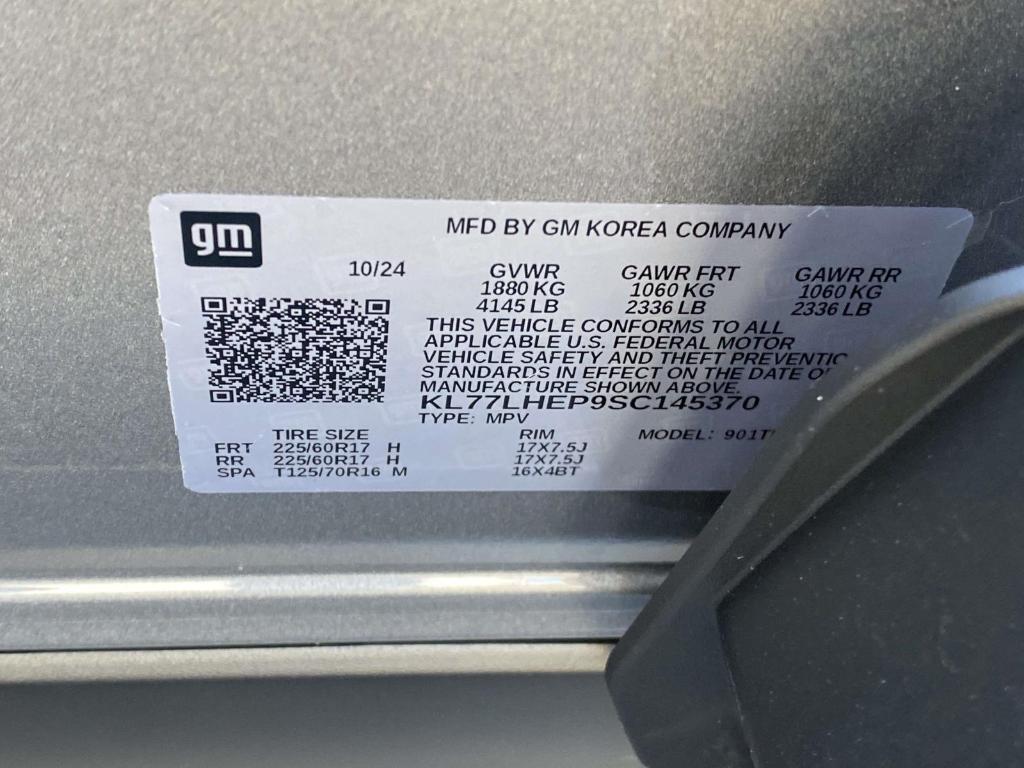 gm
MFD BY GM KOREA COMPANY
10/24 GVWR GAWR FRT GAWR RR
1880 KG 1060 KG 1060 KG
4145 LB 2336 LB 2336 LB
THIS VEHICLE CONFORMS TO ALL
APPLICABLE U.S. FEDERAL MOTOR
VEHICLE SAFETY AND THEFT
STANDARDS IN EFFECT ON THE DATE
MANUFACTURE SHOWN ABOVE.
KL77LHEP9SC145370
TYPE: MPV
TIRE SIZE RIM MODEL:
FRT 225/60R17 H 17X7.5J
RR 225/60R17 H 17X7.5J
SPA T125/70R16 M 16X4BT